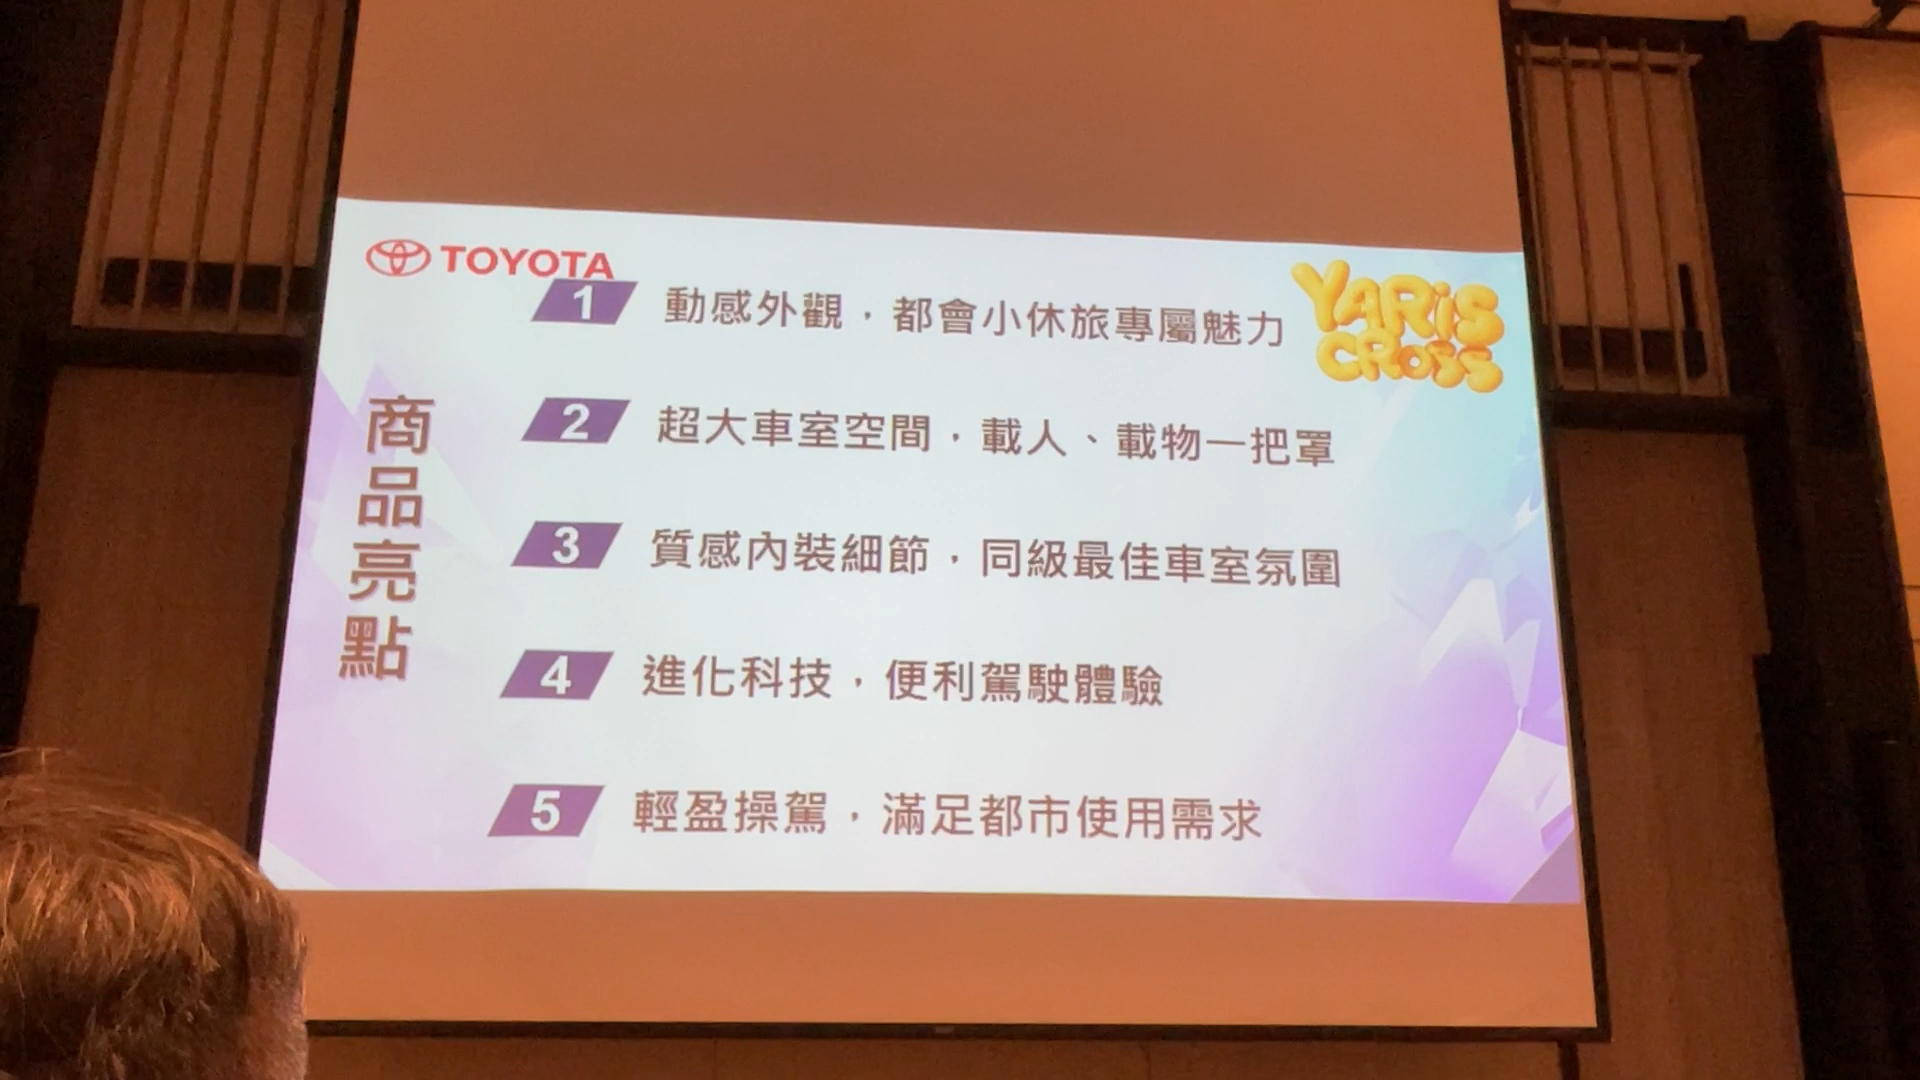 TOYOTA
YARiS
CROSS
商品亮點
1 動感外觀，都會小休旅專屬魅力
2 超大車室空間，載人、載物一把罩
3 質感內裝細節，同級最佳車室氛圍
4 進化科技，便利駕駛體驗
5 輕盈操駕，滿足都市使用需求